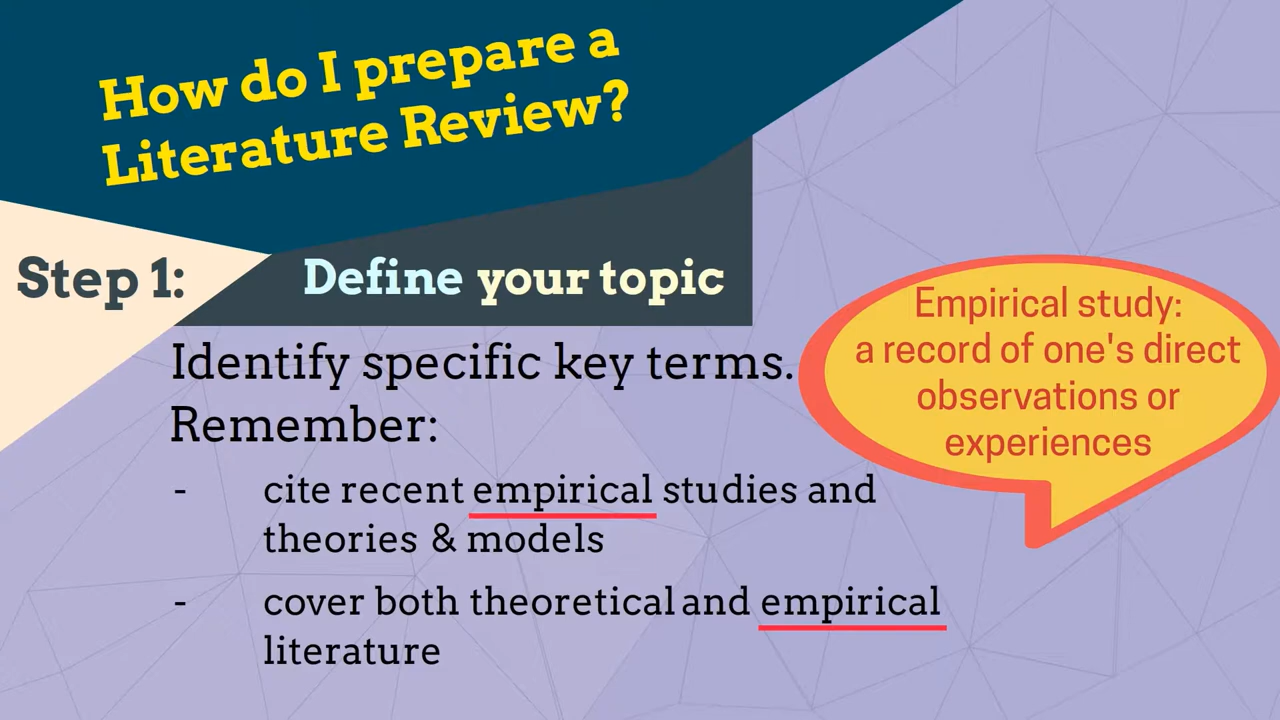 How do I prepare a
Literature Review?
Step 1:
Define your topic
Identify specific key terms.
Remember:
- cite recent empirical studies and
theories & models
- cover both theoretical and empirical
literature
Empirical study:
a record of one's direct
observations or
experiences